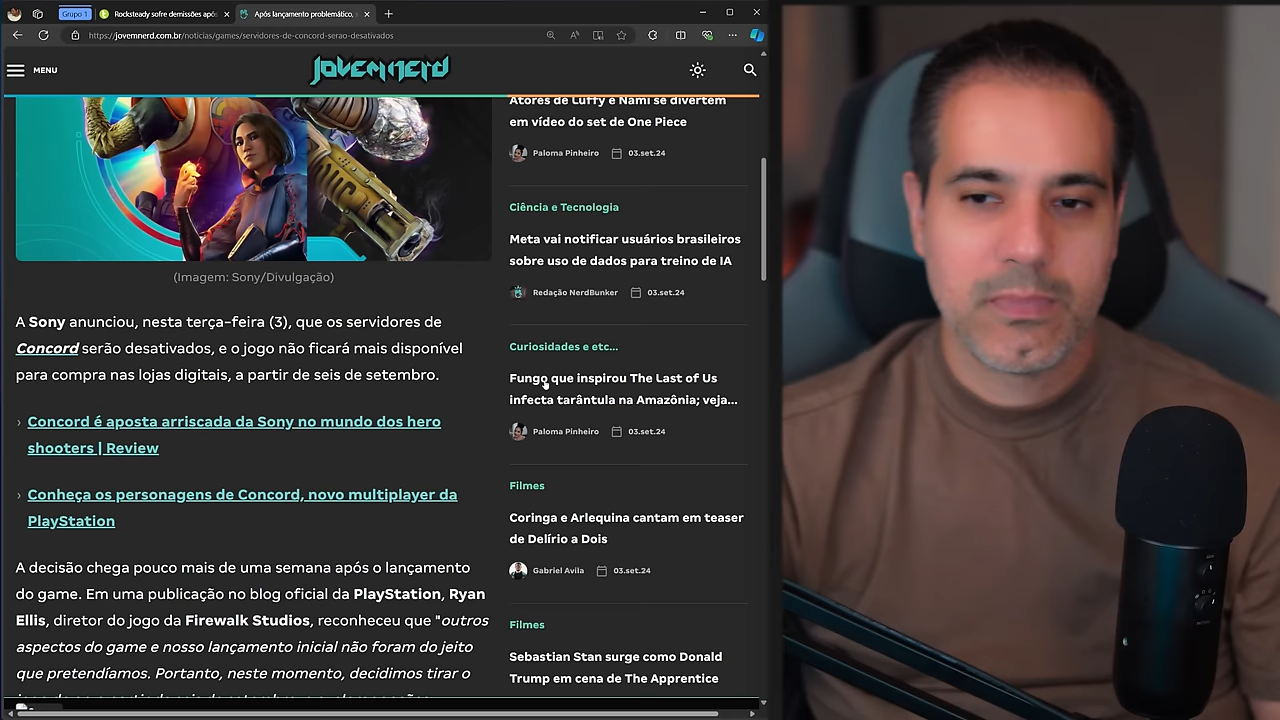 Grupo 1
Rocksteady sofre demissões após
Após lançamento problemático, s
https://jovemnerd.com.br/noticias/games/servidores-de-concord-serao-desativados
MENU
JOVEM NERD
(Imagem: Sony/Divulgação)
A Sony anunciou, nesta terça-feira (3), que os servidores de
Concord serão desativados, e o jogo não ficará mais disponível
para compra nas lojas digitais, a partir de seis de setembro.
› Concord é aposta arriscada da Sony no mundo dos hero
shooters | Review
› Conheça os personagens de Concord, novo multiplayer da
PlayStation
A decisão chega pouco mais de uma semana após o lançamento
do game. Em uma publicação no blog oficial da PlayStation, Ryan
Ellis, diretor do jogo da Firewalk Studios, reconheceu que "outros
aspectos do game e nosso lançamento inicial não foram do jeito
que pretendíamos. Portanto, neste momento, decidimos tirar o
Atores de Luffy e Nami se divertem
em vídeo do set de One Piece
Paloma Pinheiro 03.set.24
Ciência e Tecnologia
Meta vai notificar usuários brasileiros
sobre uso de dados para treino de IA
Redação NerdBunker 03.set.24
Curiosidades e etc...
Fungo que inspirou The Last of Us
infecta tarântula na Amazônia; veja...
Paloma Pinheiro 03.set.24
Filmes
Coringa e Arlequina cantam em teaser
de Delírio a Dois
Gabriel Avila 03.set.24
Filmes
Sebastian Stan surge como Donald
Trump em cena de The Apprentice